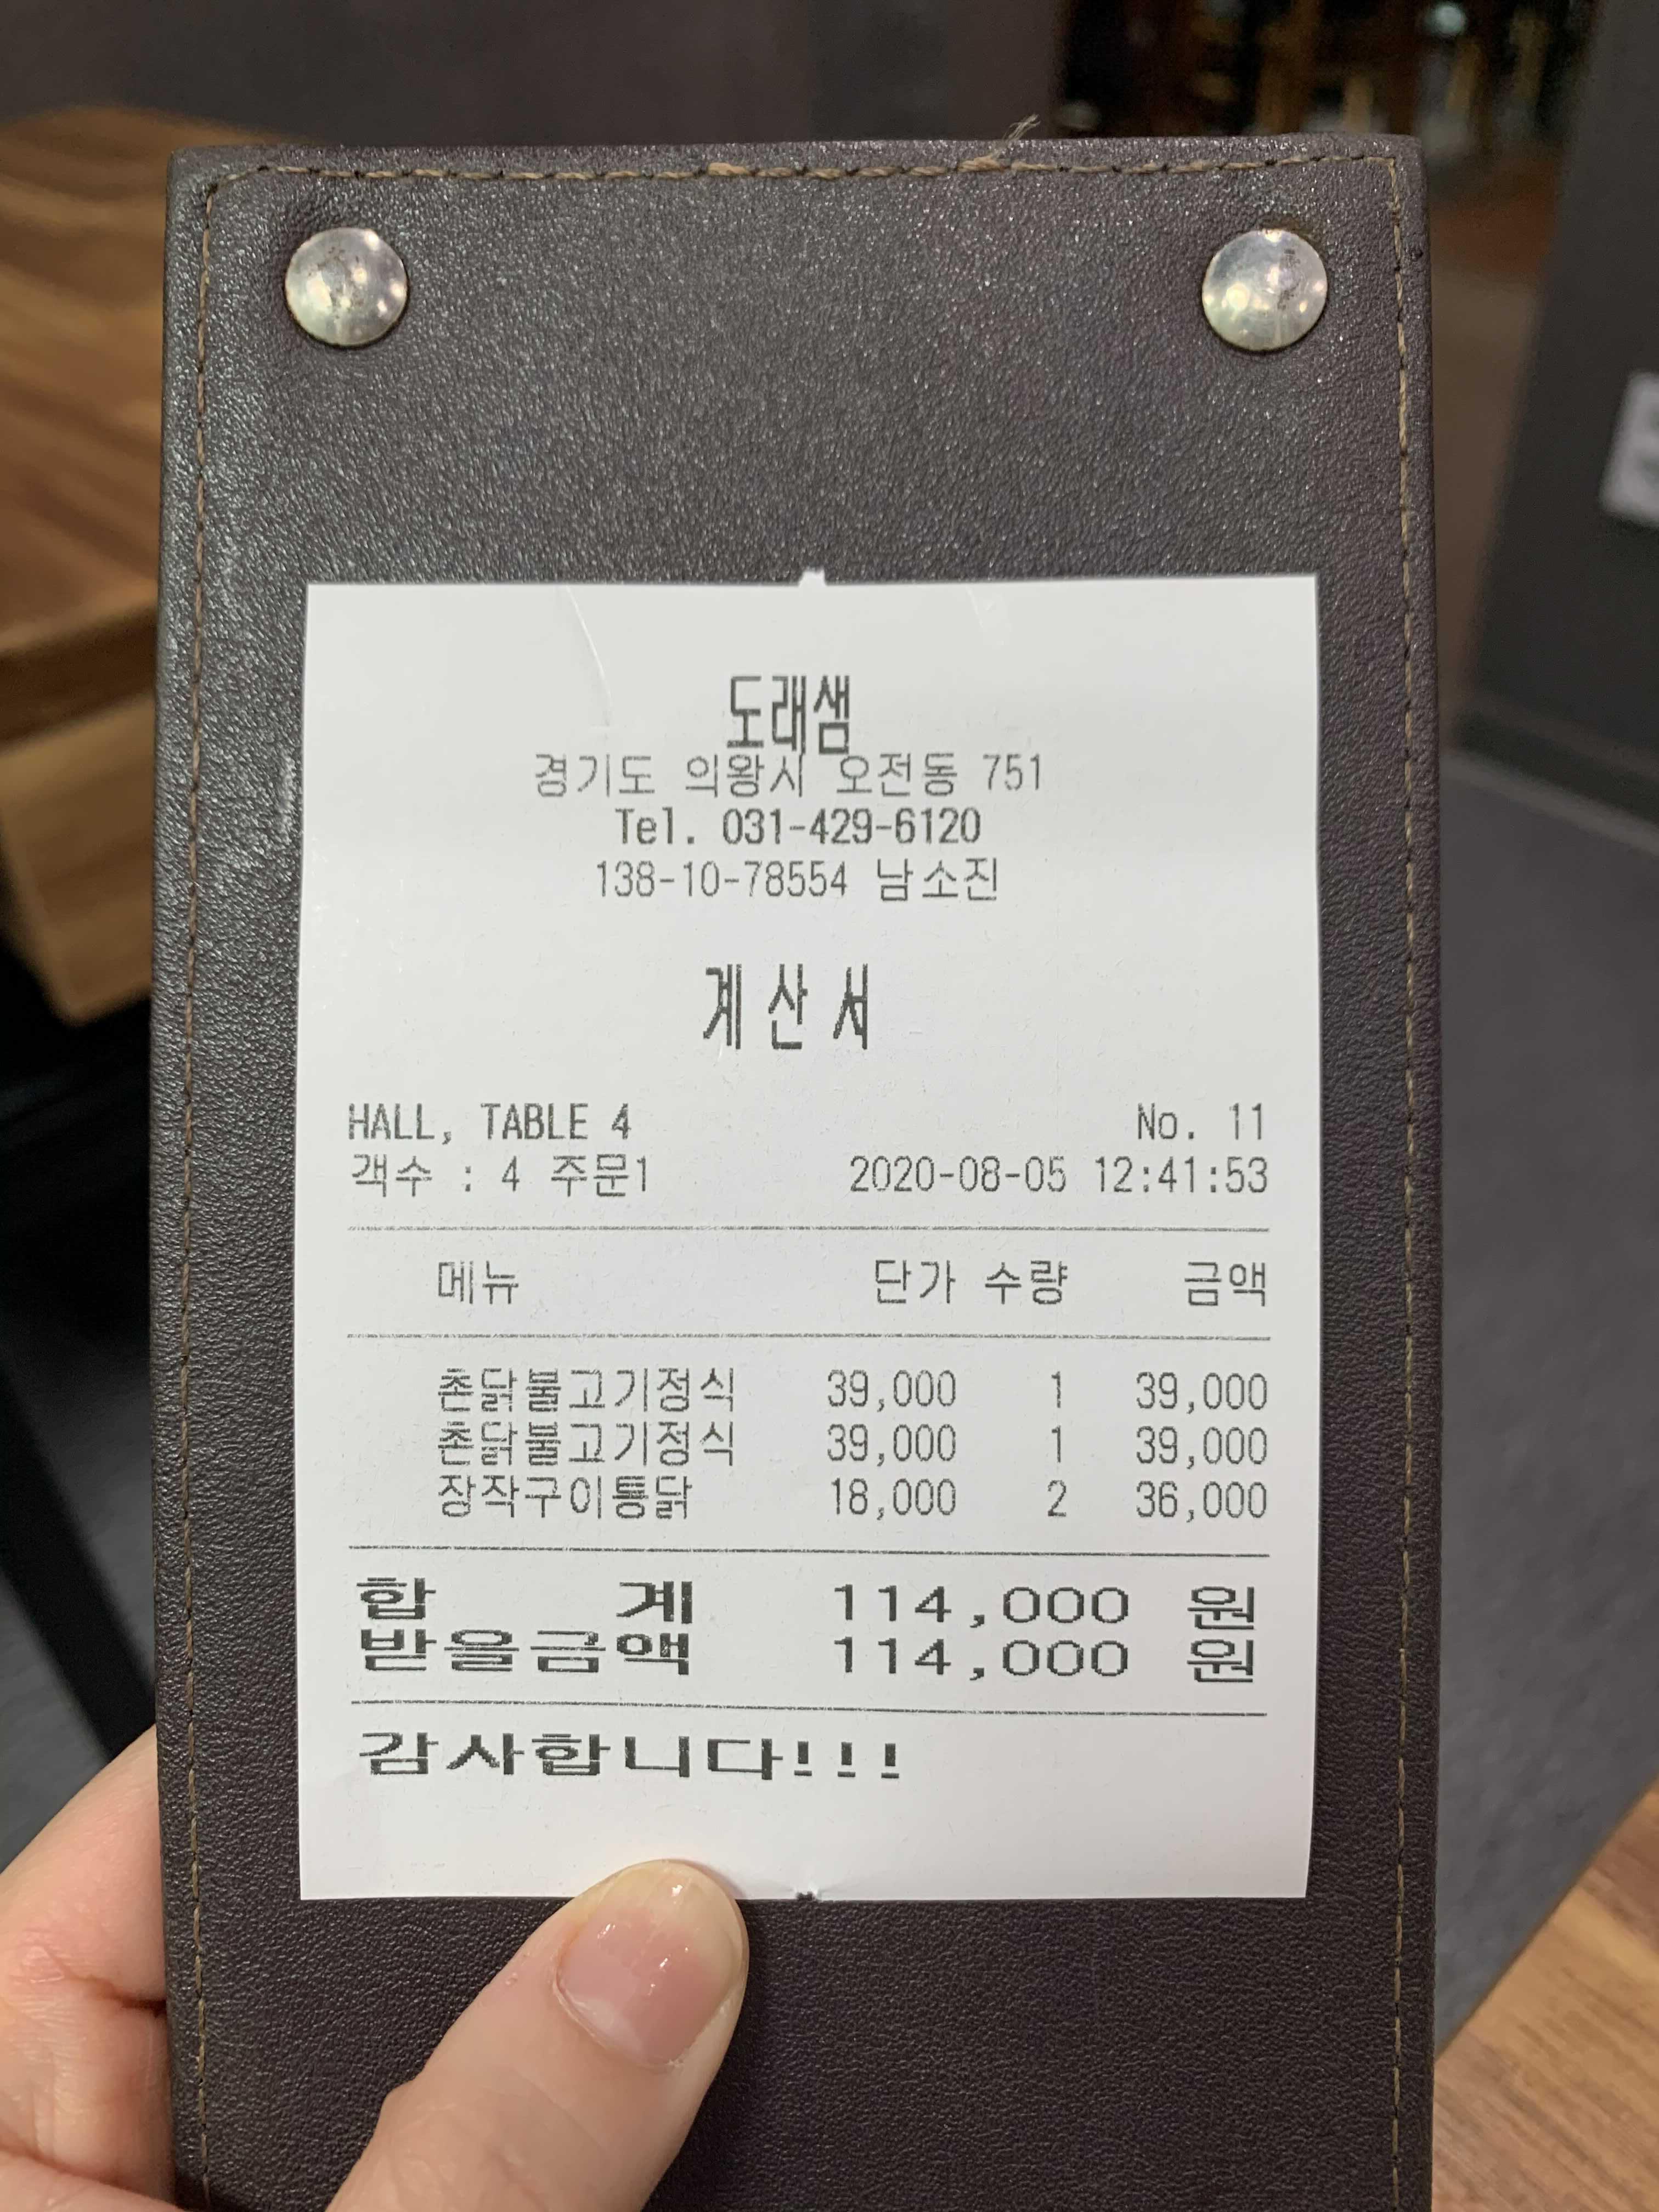 도래샘
경기도 의왕시 오전동 751
Tel. 031-429-6120
138-10-78554 남소진
계산서
HALL, TABLE 4 No. 11
객수 : 4 주문1 2020-08-05 12:41:53
메뉴 단가 수량 금액
촌닭불고기정식 39,000 1 39,000
촌닭불고기정식 39,000 1 39,000
장작구이통닭 18,000 2 36,000
합 계 114,000 원
받을금액 114,000 원
감사합니다!!!